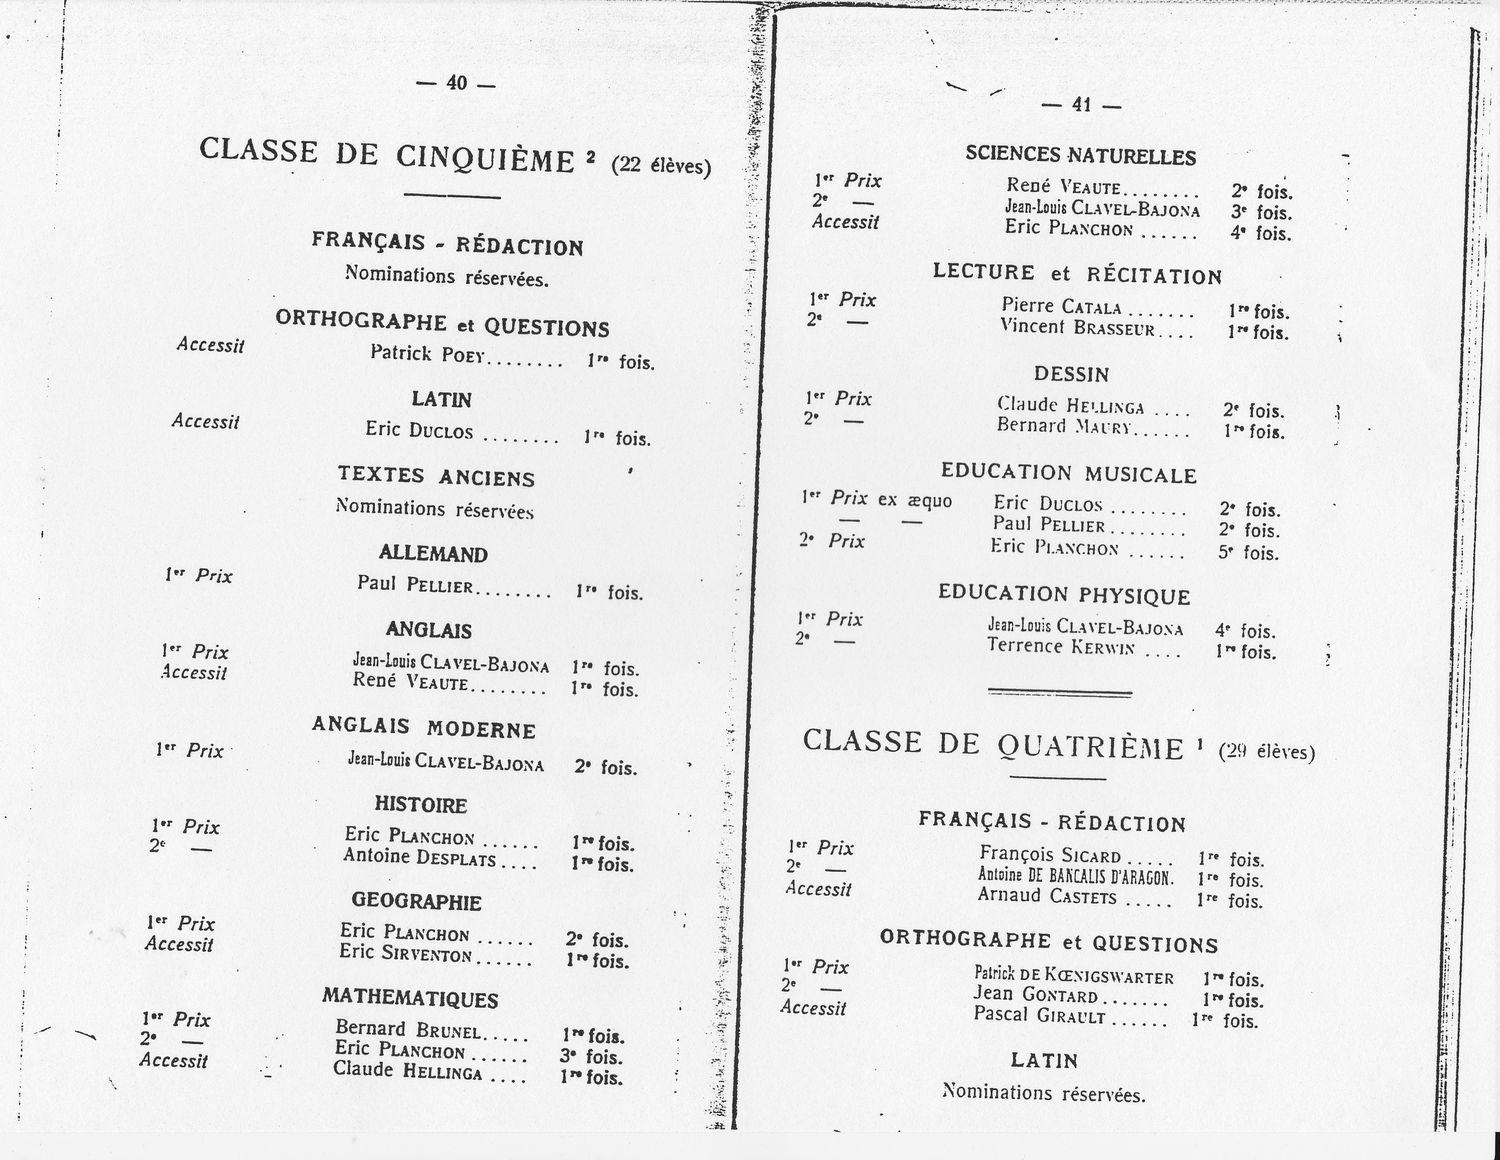 — 40 —
CLASSE DE CINQUIÈME ² (22 élèves)
FRANÇAIS - RÉDACTION
Nominations réservées.
ORTHOGRAPHE et QUESTIONS
Accessit Patrick POEY........ 1re fois.
LATIN
Accessit Eric DUCLOS ........ 1re fois.
TEXTES ANCIENS
Nominations réservées
ALLEMAND
1er Prix Paul PELLIER........ 1re fois.
ANGLAIS
1er Prix Jean-Louis CLAVEL-BAJONA 1re fois.
Accessit René VEAUTE........ 1re fois.
ANGLAIS MODERNE
1er Prix Jean-Louis CLAVEL-BAJONA 2e fois.
HISTOIRE
1er Prix Eric PLANCHON ...... 1re fois.
2e — Antoine DESPLATS .... 1re fois.
GEOGRAPHIE
1er Prix Eric PLANCHON ...... 2e fois.
Accessit Eric SIRVENTON...... 1re fois.
MATHEMATIQUES
1er Prix Bernard BRUNEL..... 1re fois.
2e — Eric PLANCHON ...... 3e fois.
Accessit Claude HELLINGA .... 1re fois.
— 41 —
SCIENCES NATURELLES
1er Prix René VEAUTE........ 2e fois.
2e — Jean-Louis CLAVEL-BAJONA 3e fois.
Accessit Eric PLANCHON ...... 4e fois.
LECTURE et RÉCITATION
1er Prix Pierre CATALA ....... 1re fois.
2e — Vincent BRASSEUR.... 1re fois.
DESSIN
1er Prix Claude HELLINGA .... 2e fois.
2e — Bernard MAURY...... 1re fois.
EDUCATION MUSICALE
1er Prix ex æquo Eric DUCLOS ........ 2e fois.
— — Paul PELLIER ........ 2e fois.
2e Prix Eric PLANCHON ...... 5e fois.
EDUCATION PHYSIQUE
1er Prix Jean-Louis CLAVEL-BAJONA 4e fois.
2e — Terrence KERWIN .... 1re fois.
CLASSE DE QUATRIÈME ¹ (29 élèves)
FRANÇAIS - RÉDACTION
1er Prix François SICARD ..... 1re fois.
2e — Antoine DE BANCALIS D'ARAGON. 1re fois.
Accessit Arnaud CASTETS ..... 1re fois.
ORTHOGRAPHE et QUESTIONS
1er Prix Patrick DE KŒNIGSWARTER 1re fois.
2e — Jean GONTARD ....... 1re fois.
Accessit Pascal GIRAULT ...... 1re fois.
LATIN
Nominations réservées.